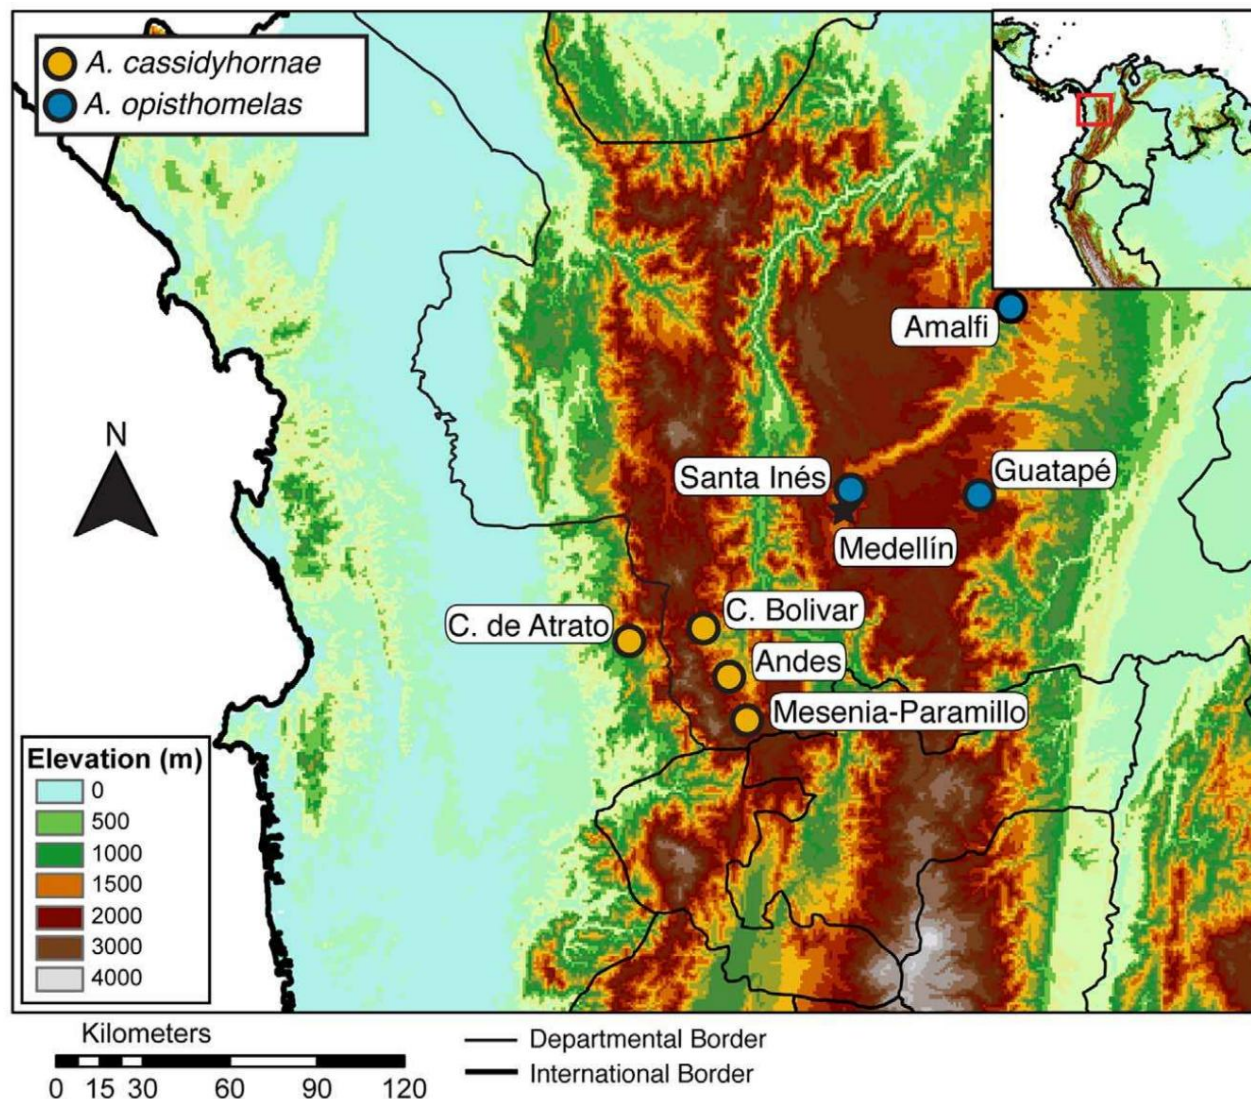 A. cassidyhornae
A. opisthomelas
Amalfi
N
Santa Inés
Guatapé
Medellín
C. de Atrato
C. Bolivar
Andes
Mesenia-Paramillo
Elevation (m)
0
500
1000
1500
2000
3000
4000
Kilometers
0 15 30 60 90 120
Departmental Border
International Border